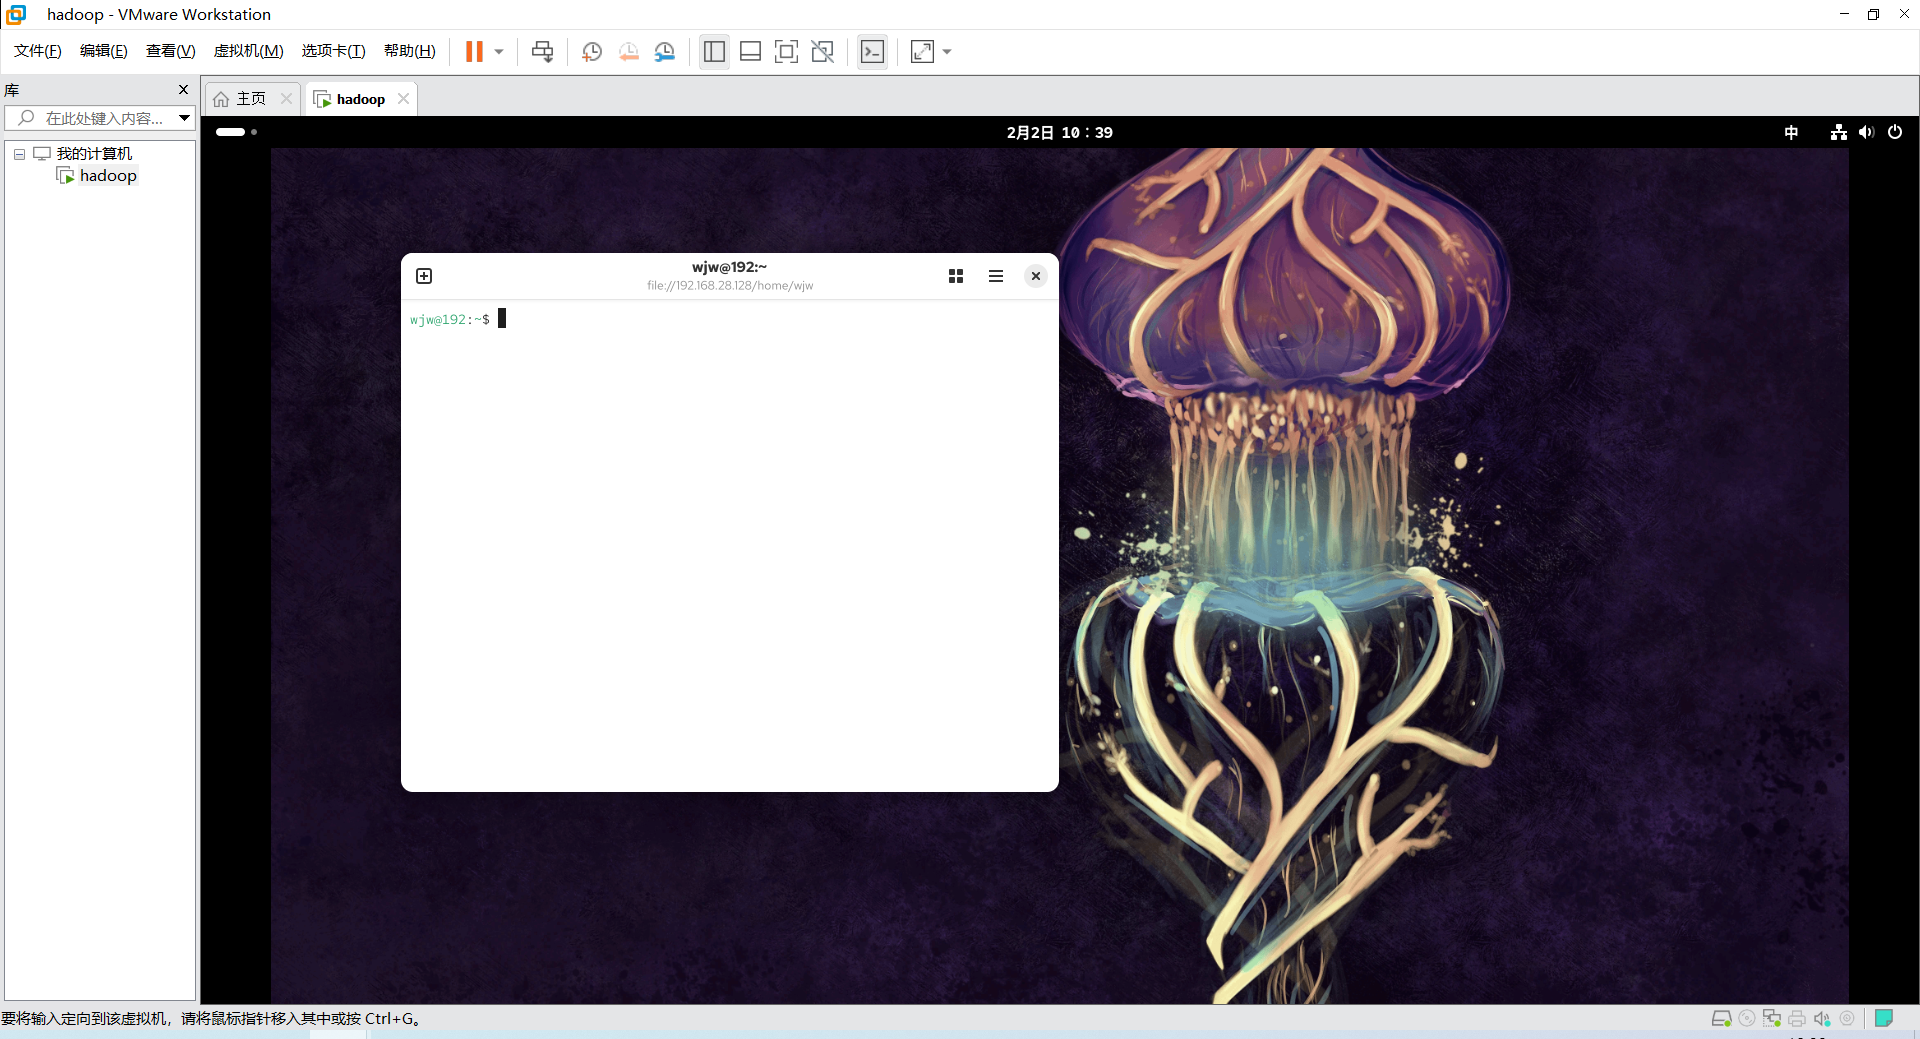 hadoop - VMware Workstation
文件(F) 编辑(E) 查看(V) 虚拟机(M) 选项卡(T) 帮助(H)
库
在此处键入内容...
我的计算机
hadoop
主页
hadoop
2月2日 10：39
中
wjw@192:~
file://192.168.28.128/home/wjw
wjw@192:~$
要将输入定向到该虚拟机，请将鼠标指针移入其中或按 Ctrl+G。